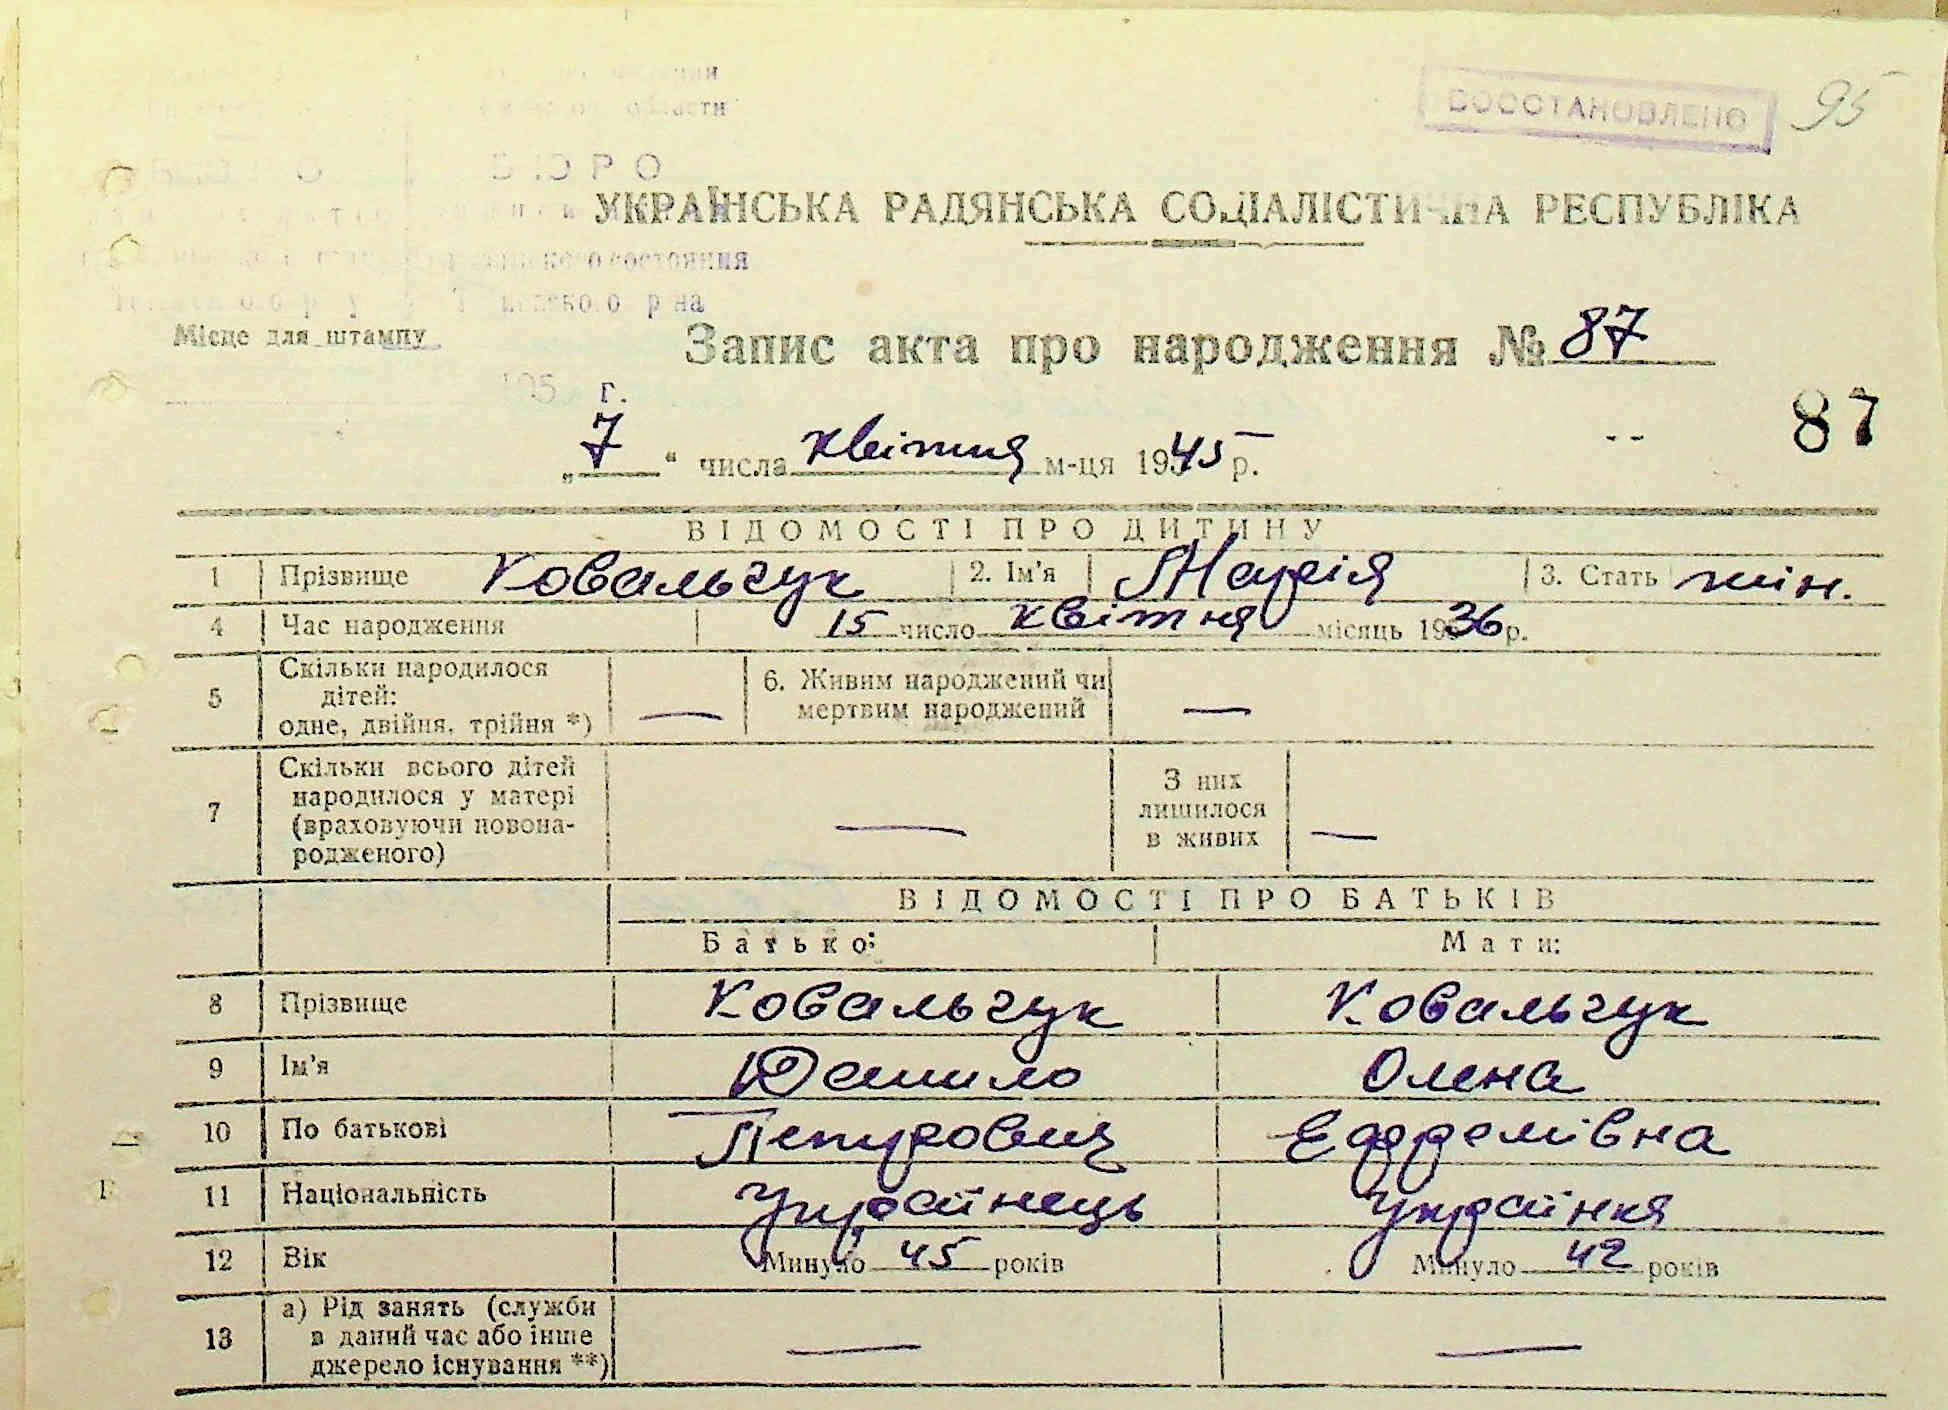 ВОССТАНОВЛЕНО 95
БЮРО
УКРАЇНСЬКА РАДЯНСЬКА СОЦІАЛІСТИЧНА РЕСПУБЛІКА
состояния
Місце для штампу
Запис акта про народження № 87
195 г.
87
„7“ числа квітня м-ця 1945 р.
ВІДОМОСТІ ПРО ДИТИНУ
1 Прізвище Ковальчук 2. Ім'я Марія 3. Стать жін.
4 Час народження 15 число квітня місяць 1936 р.
5 Скільки народилося дітей: одне, двійня, трійня *) — 6. Живим народжений чи мертвим народжений —
7 Скільки всього дітей народилося у матері (враховуючи новонародженого) — З них лишилося в живих —
ВІДОМОСТІ ПРО БАТЬКІВ
Батько: Мати:
8 Прізвище Ковальчук Ковальчук
9 Ім'я Данило Олена
10 По батькові Петрович Еффремівна
11 Національність Українець Українка
12 Вік Минуло 45 років Минуло 42 років
13 а) Рід занять (служби в даний час або інше джерело існування **) — —